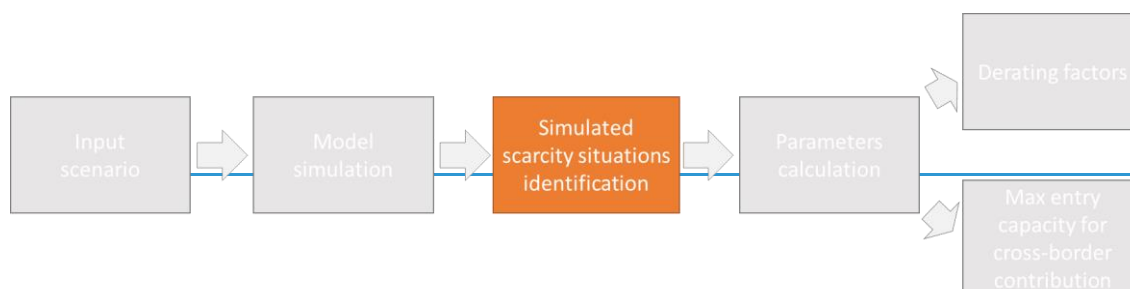 Input
scenario
Model
simulation
Simulated
scarcity situations
identification
Parameters
calculation
Derating factors
Max entry
capacity for
cross-border
contribution